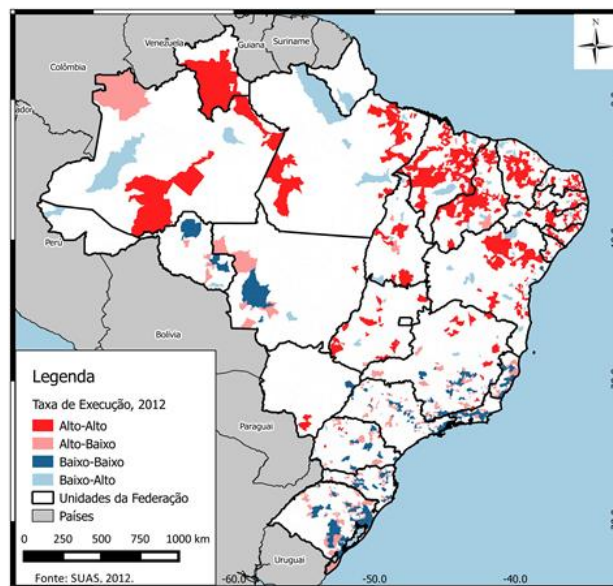 Venezuela
Guiana
Suriname
Colômbia
N
ador
Peru
Bolívia
Paraguai
Uruguai
Legenda
Taxa de Execução, 2012
Alto-Alto
Alto-Baixo
Baixo-Baixo
Baixo-Alto
Unidades da Federação
Países
0 250 500 750 1000 km
Fonte: SUAS, 2012.
-60.0 -50.0 -40.0